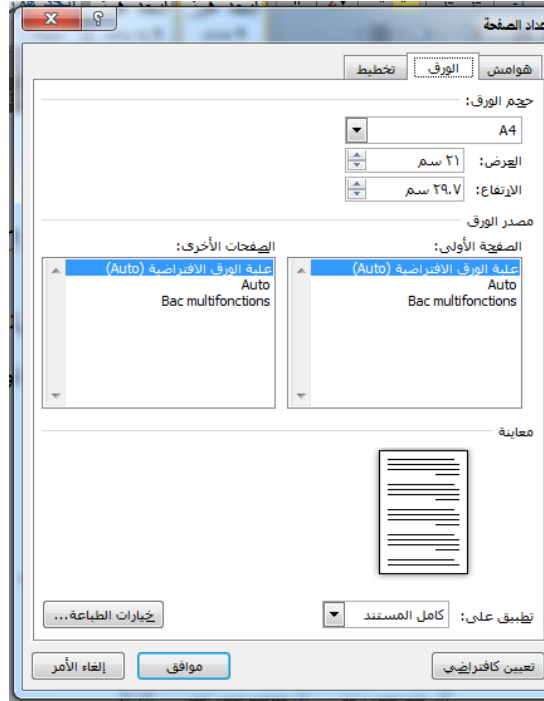 عداد الصفحة
هوامش
الورق
تخطيط
حجم الورق:
A4
العرض: ٢١ سم
الارتفاع: ٢٩.٧ سم
مصدر الورق
الصفحة الأولى:
علبة الورق الافتراضية (Auto)
Auto
Bac multifonctions
الصفحات الأخرى:
علبة الورق الافتراضية (Auto)
Auto
Bac multifonctions
معاينة
تطبيق على: كامل المستند
خيارات الطباعة...
تعيين كافتراضي
موافق
إلغاء الأمر